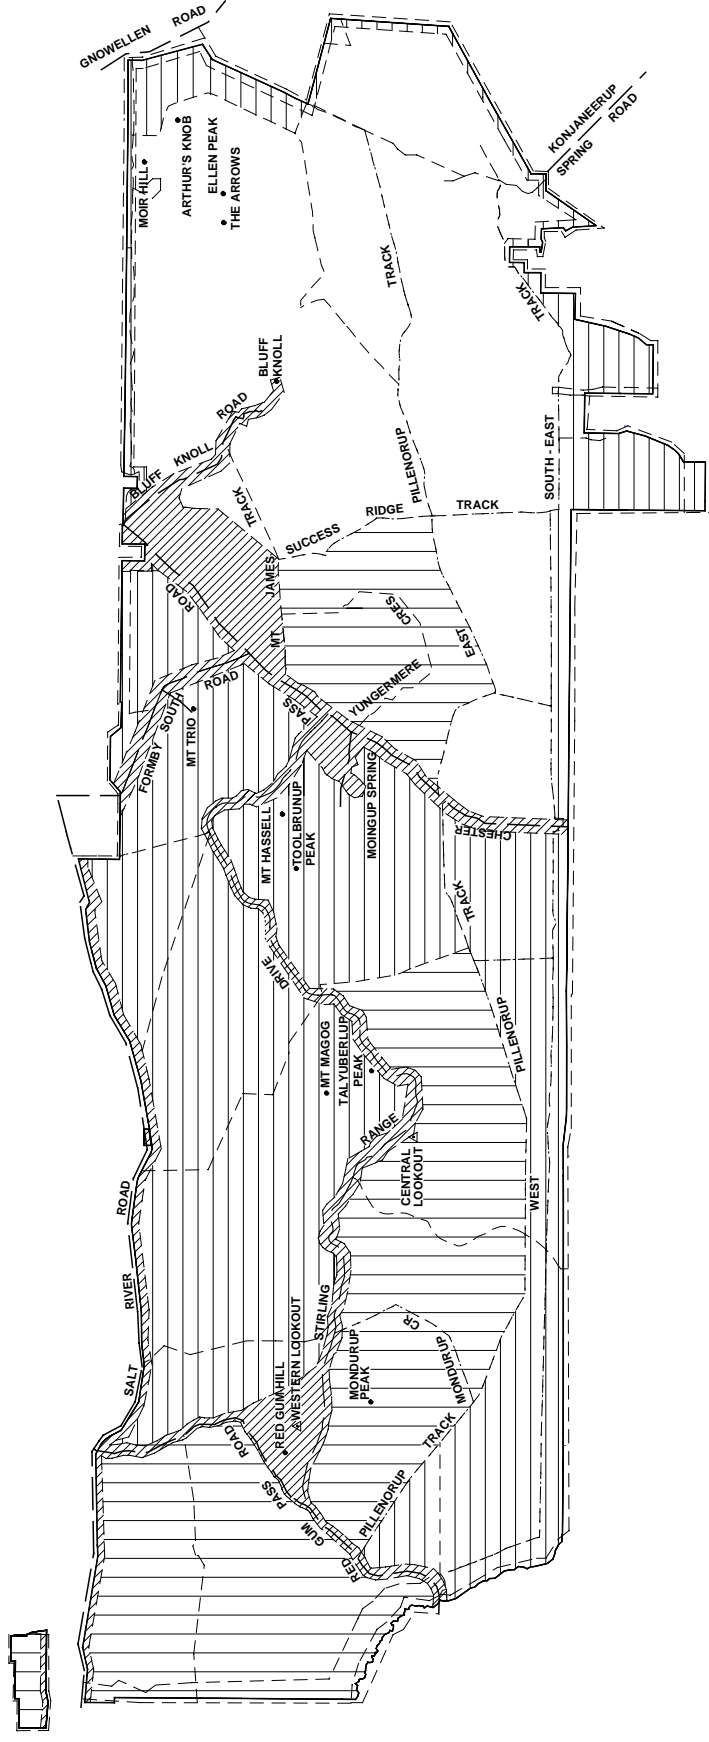 GNOWELLEN ROAD
KONJANEERUP
SPRING ROAD
MOIR HILL
ARTHUR'S KNOB
ELLEN PEAK
THE ARROWS
TRACK
TRACK
BLUFF
KNOLL
BLUFF KNOLL ROAD
PILLENORUP
SOUTH - EAST
TRACK
SUCCESS RIDGE TRACK
MT JAMES
ROAD
CRES
YUNGERMERE
EAST
PASS
FORMBY SOUTH ROAD
MT TRIO
MT HASSELL
TOOLBRUNUP
PEAK
MOINGUP SPRING
CHESTER
TRACK
DRIVE
PILLENORUP
MT MAGOG
TALYUBERLUP
PEAK
RANGE
CENTRAL
LOOKOUT
WEST
SALT RIVER ROAD
STIRLING
WESTERN LOOKOUT
RED GUM HILL
MONDURUP
PEAK
MONDURUP CR
PILLENORUP TRACK
RED GUM PASS ROAD